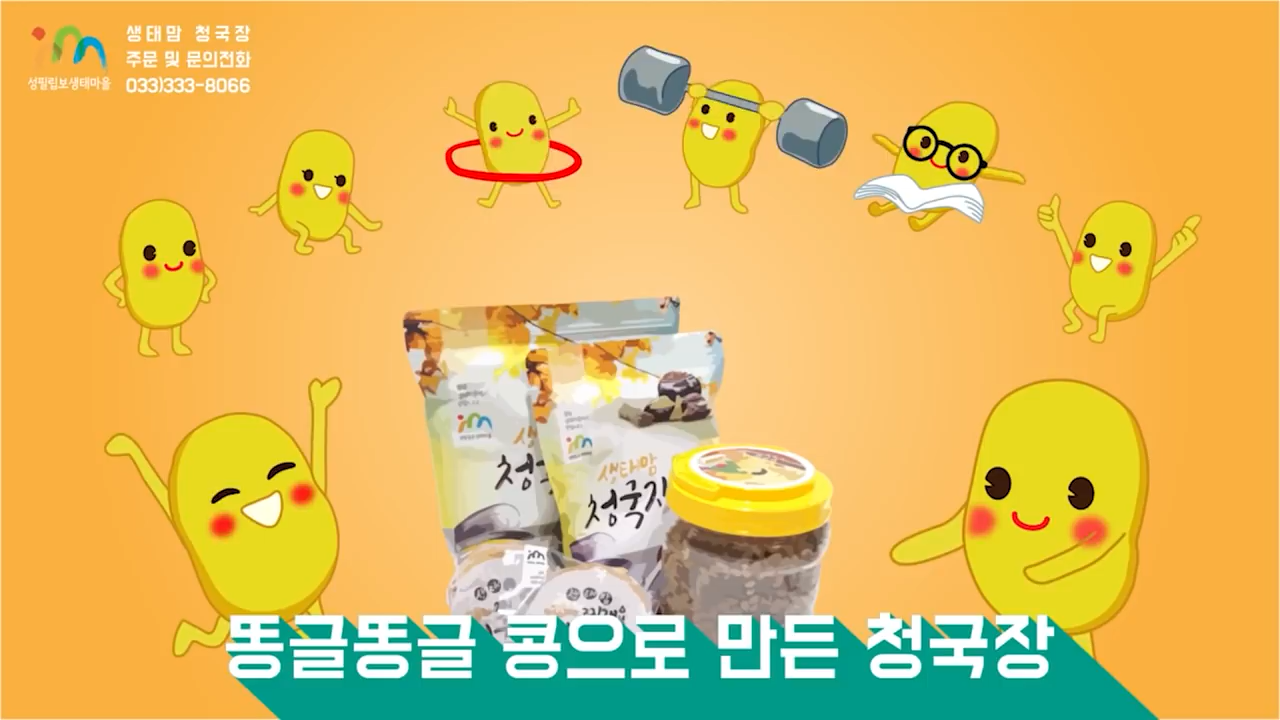 생태맘 청국장
주문 및 문의전화
033)333-8066
성필립보생태마을
생태맘
청국장
똥글똥글 콩으로 만든 청국장